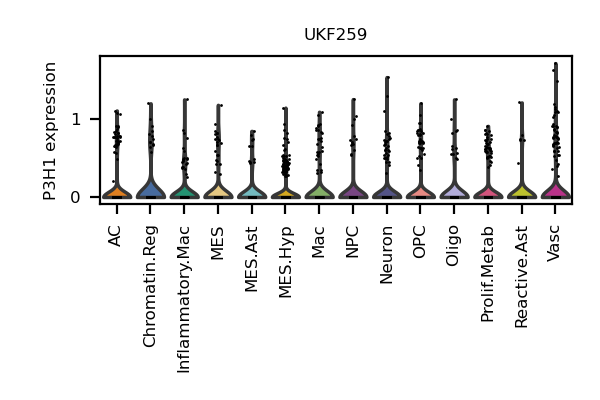 UKF259
P3H1 expression
1
0
AC
Chromatin.Reg
Inflammatory.Mac
MES
MES.Ast
MES.Hyp
Mac
NPC
Neuron
OPC
Oligo
Prolif.Metab
Reactive.Ast
Vasc